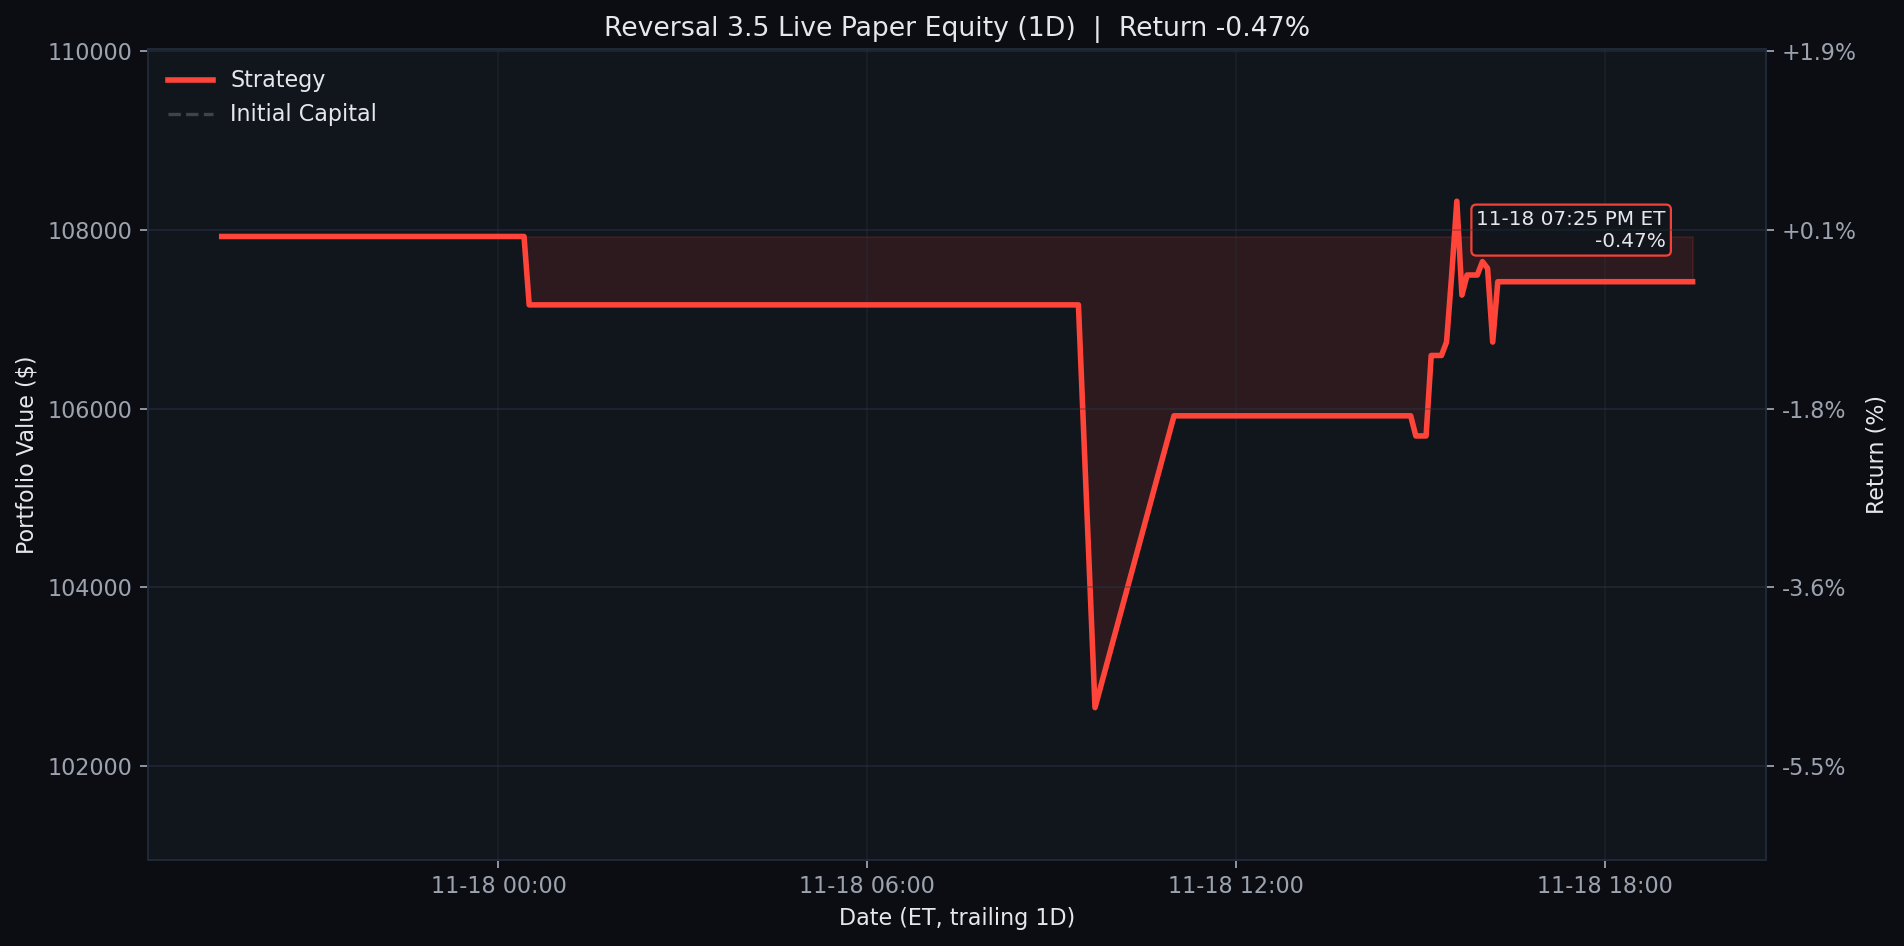 Reversal 3.5 Live Paper Equity (1D) | Return -0.47%
Strategy
Initial Capital
110000
108000
106000
104000
102000
Portfolio Value ($)
+1.9%
+0.1%
-1.8%
-3.6%
-5.5%
Return (%)
11-18 07:25 PM ET
-0.47%
11-18 00:00
11-18 06:00
11-18 12:00
11-18 18:00
Date (ET, trailing 1D)